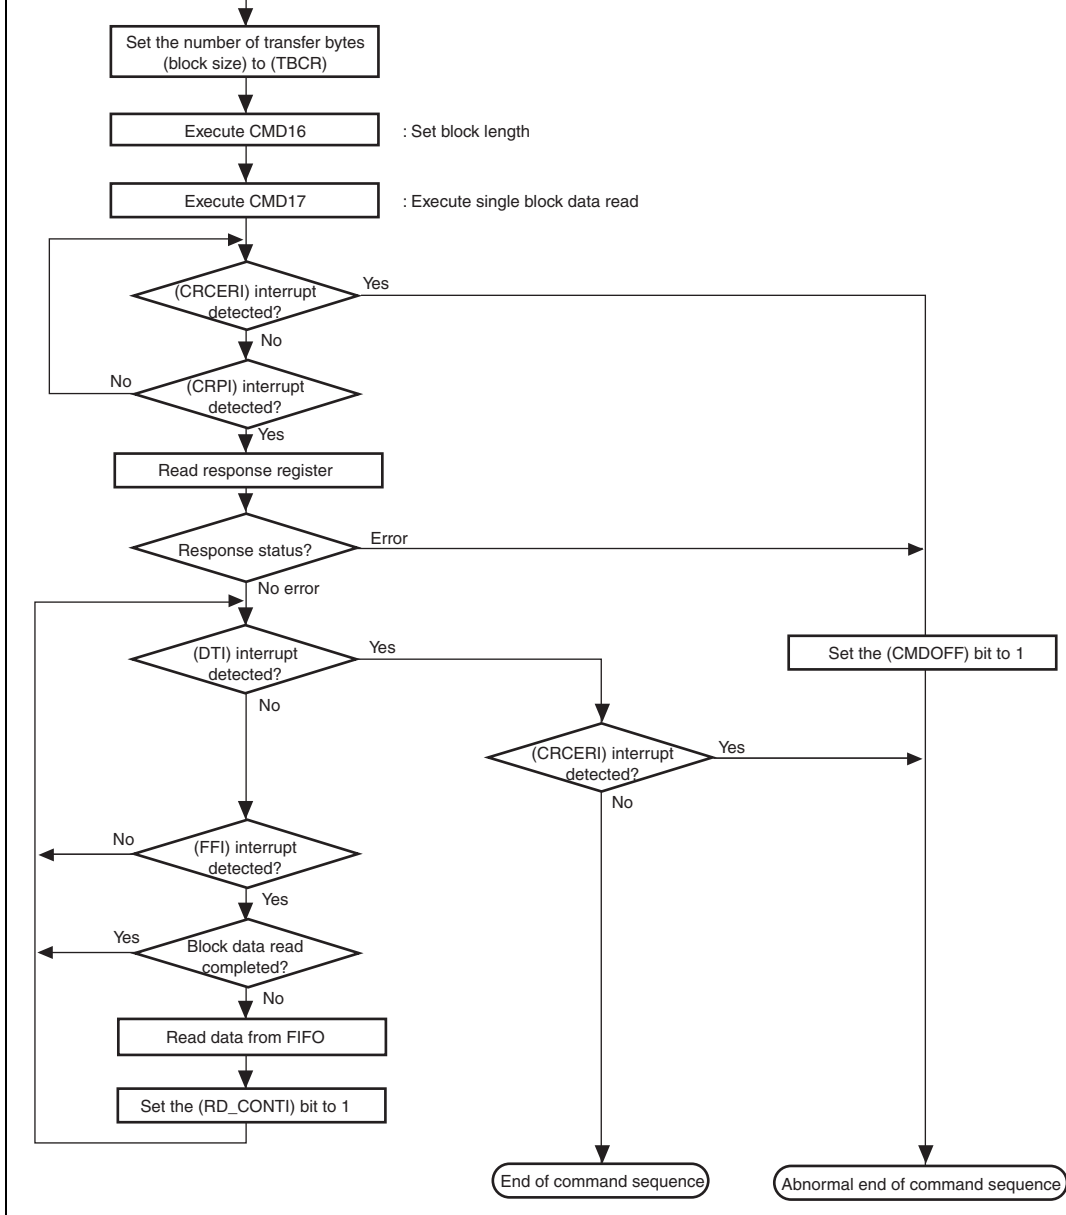 Set the number of transfer bytes
(block size) to (TBCR)
Execute CMD16
: Set block length
Execute CMD17
: Execute single block data read
(CRCERI) interrupt
detected?
Yes
No
(CRPI) interrupt
detected?
No
Yes
Read response register
Response status?
Error
No error
(DTI) interrupt
detected?
Yes
No
Set the (CMDOFF) bit to 1
(CRCERI) interrupt
detected?
Yes
No
(FFI) interrupt
detected?
No
Yes
Block data read
completed?
Yes
No
Read data from FIFO
Set the (RD_CONTI) bit to 1
End of command sequence
Abnormal end of command sequence